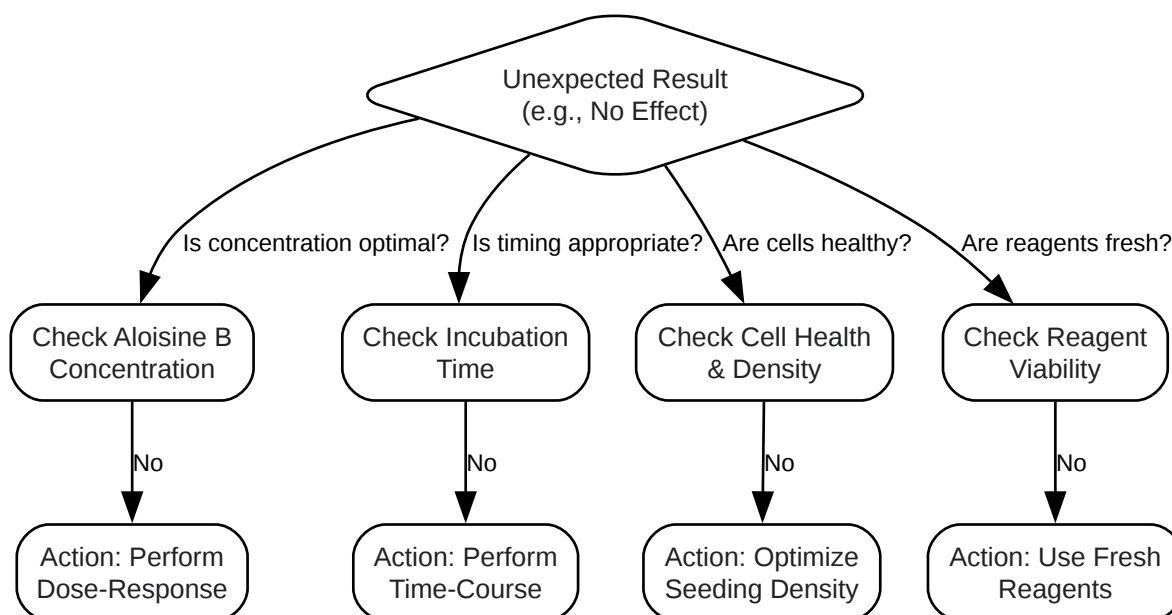 Unexpected Result
(e.g., No Effect)
Is concentration optimal?
Is timing appropriate?
Are cells healthy?
Are reagents fresh?
Check Aloisine B
Concentration
Check Incubation
Time
Check Cell Health
& Density
Check Reagent
Viability
No
No
No
No
Action: Perform
Dose-Response
Action: Perform
Time-Course
Action: Optimize
Seeding Density
Action: Use Fresh
Reagents